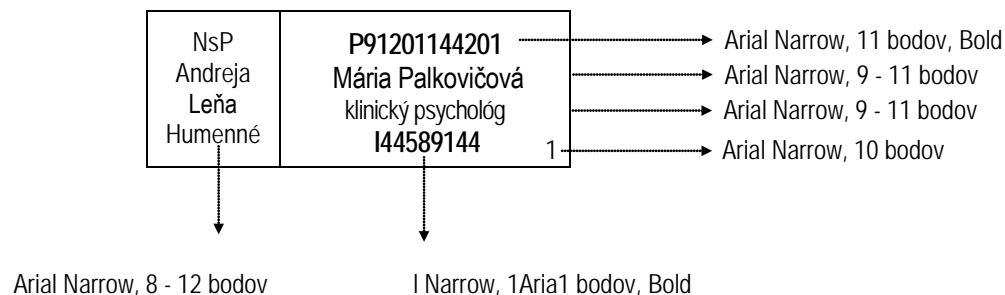 NsP
Andreja
Leňa
Humenné
P91201144201
Mária Palkovičová
klinický psychológ
I44589144
1
Arial Narrow, 11 bodov, Bold
Arial Narrow, 9 - 11 bodov
Arial Narrow, 9 - 11 bodov
Arial Narrow, 10 bodov
Arial Narrow, 8 - 12 bodov
l Narrow, 1Aria1 bodov, Bold